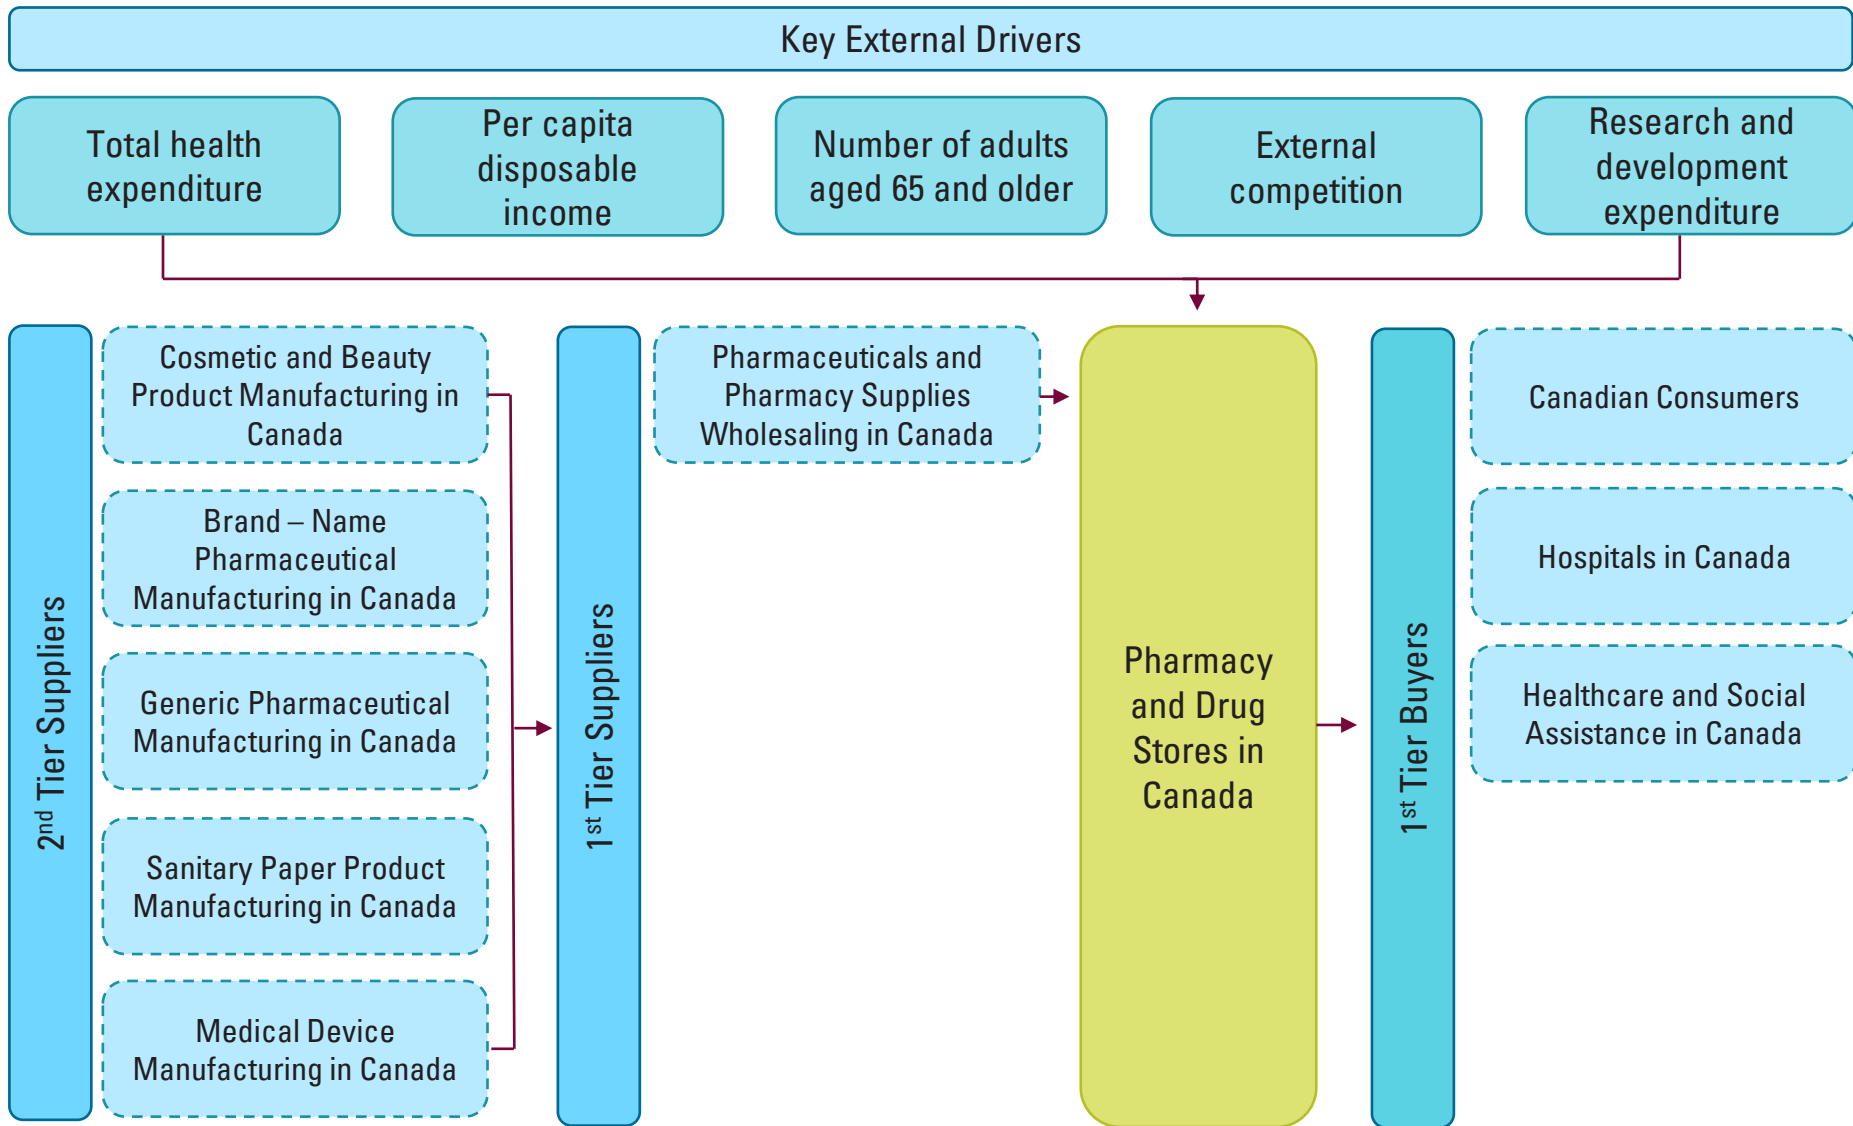 Key External Drivers
Total health
expenditure
Per capita
disposable
income
Number of adults
aged 65 and older
External
competition
Research and
development
expenditure
2nd Tier Suppliers
Cosmetic and Beauty
Product Manufacturing in
Canada
Brand – Name
Pharmaceutical
Manufacturing in Canada
Generic Pharmaceutical
Manufacturing in Canada
Sanitary Paper Product
Manufacturing in Canada
Medical Device
Manufacturing in Canada
1st Tier Suppliers
Pharmaceuticals and
Pharmacy Supplies
Wholesaling in Canada
Pharmacy
and Drug
Stores in
Canada
1st Tier Buyers
Canadian Consumers
Hospitals in Canada
Healthcare and Social
Assistance in Canada